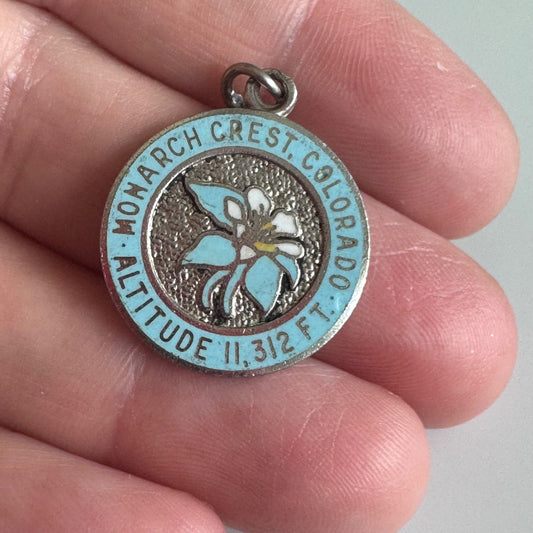 MONARCH CREST, COLORADO
ALTITUDE 11,312 FT.